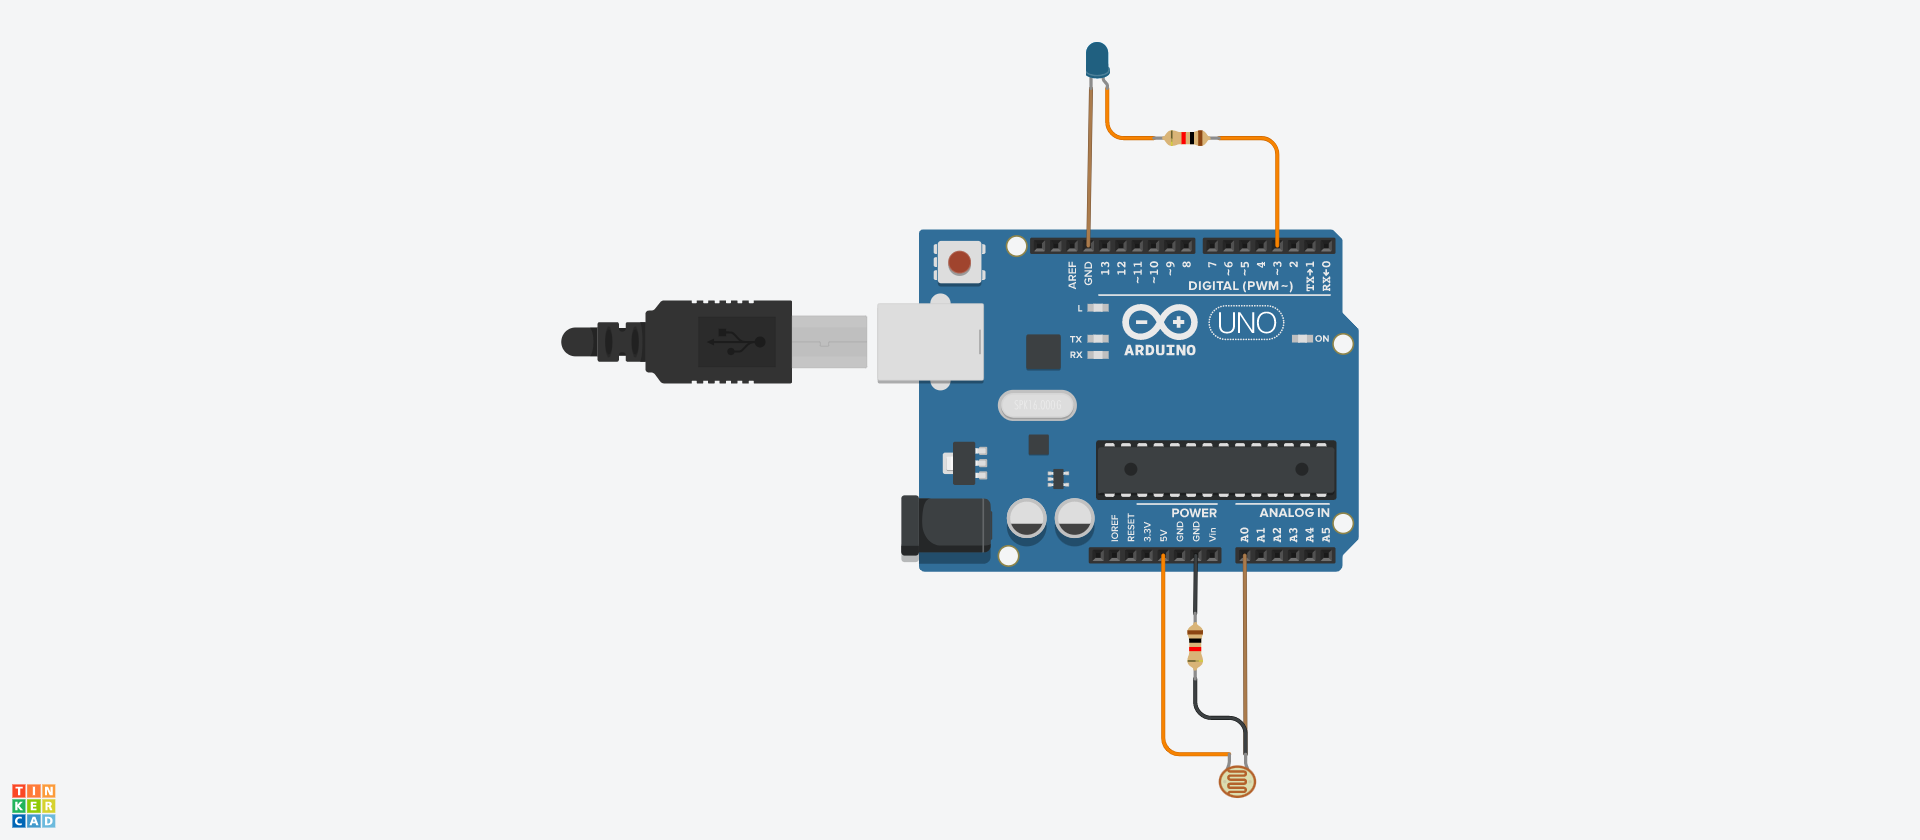 AREF
GND
13
12
~11
~10
~9
8
7
~6
~5
4
~3
2
TX→1
RX←0
DIGITAL (PWM~)
L
TX
RX
ARDUINO
UNO
ON
POWER
ANALOG IN
IOREF
RESET
3.3V
5V
GND
GND
Vin
A0
A1
A2
A3
A4
A5
TIN
KER
CAD